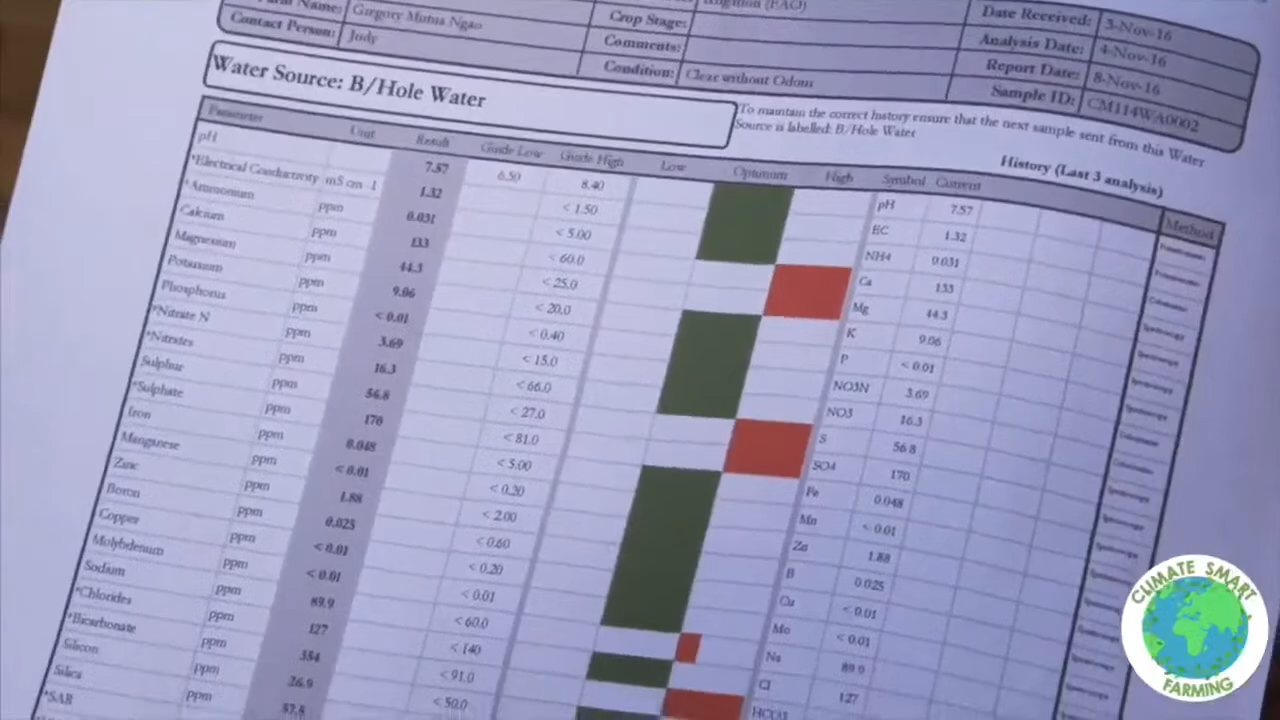 Name: Gregory Mutua Ngao Crop Stage: Date Received: 3-Nov-16
Contact Person: Judy Comments: Analysis Date: 4-Nov-16
Condition: Clear without Odour Report Date: 8-Nov-16
Sample ID: CM114WA0002
Water Source: B/Hole Water
To maintain the correct history ensure that the next sample sent from this Water
Source is labelled: B/Hole Water
History (Last 3 analysis)
Parameter Unit Result Guide Low Guide High Low Optimum High Symbol Current Method
pH 7.57 6.50 8.40 pH 7.57
*Electrical Conductivity mS cm-1 1.32 < 1.50 EC 1.32
*Ammonium ppm 0.031 < 5.00 NH4 0.031
Calcium ppm 133 < 60.0 Ca 133
Magnesium ppm 44.3 < 25.0 Mg 44.3
Potassium ppm 9.06 < 20.0 K 9.06
Phosphorus ppm < 0.01 < 0.40 P < 0.01
*Nitrate N ppm 3.69 < 15.0 NO3N 3.69
*Nitrates ppm 16.3 < 66.0 NO3 16.3
Sulphur ppm 56.8 < 27.0 S 56.8
*Sulphate ppm 170 < 81.0 SO4 170
Iron ppm 0.048 < 5.00 Fe 0.048
Manganese ppm < 0.01 < 0.20 Mn < 0.01
Zinc ppm 1.88 < 2.00 Zn 1.88
Boron ppm 0.025 < 0.60 B 0.025
Copper ppm < 0.01 < 0.20 Cu < 0.01
Molybdenum ppm < 0.01 < 0.01 Mo < 0.01
Sodium ppm 89.9 < 60.0 Na 89.9
*Chlorides ppm 127 < 140 Cl 127
*Bicarbonate ppm 354 < 91.0
Silicon ppm 26.9 < 50.0
Silica ppm 57.5
*SAR
CLIMATE SMART
FARMING